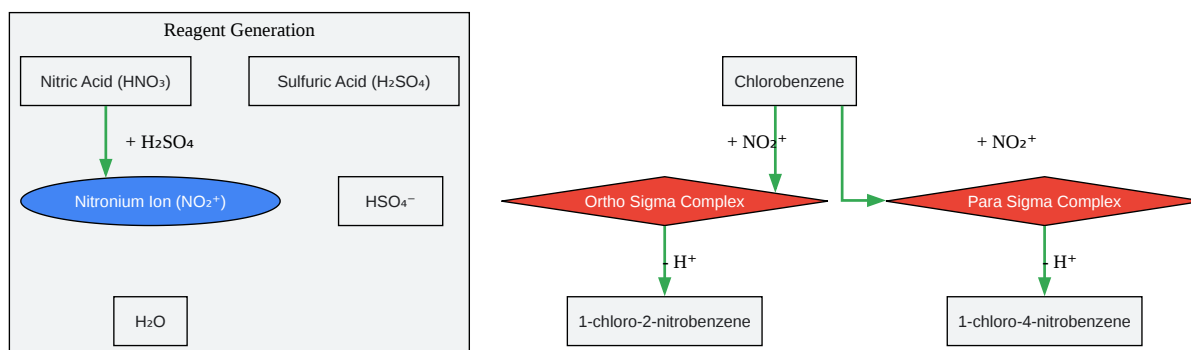 Reagent Generation
Nitric Acid (HNO₃)
Sulfuric Acid (H₂SO₄)
Chlorobenzene
+ H₂SO₄
+ NO₂⁺
+ NO₂⁺
Nitronium Ion (NO₂⁺)
HSO₄⁻
Ortho Sigma Complex
Para Sigma Complex
- H⁺
- H⁺
H₂O
1-chloro-2-nitrobenzene
1-chloro-4-nitrobenzene